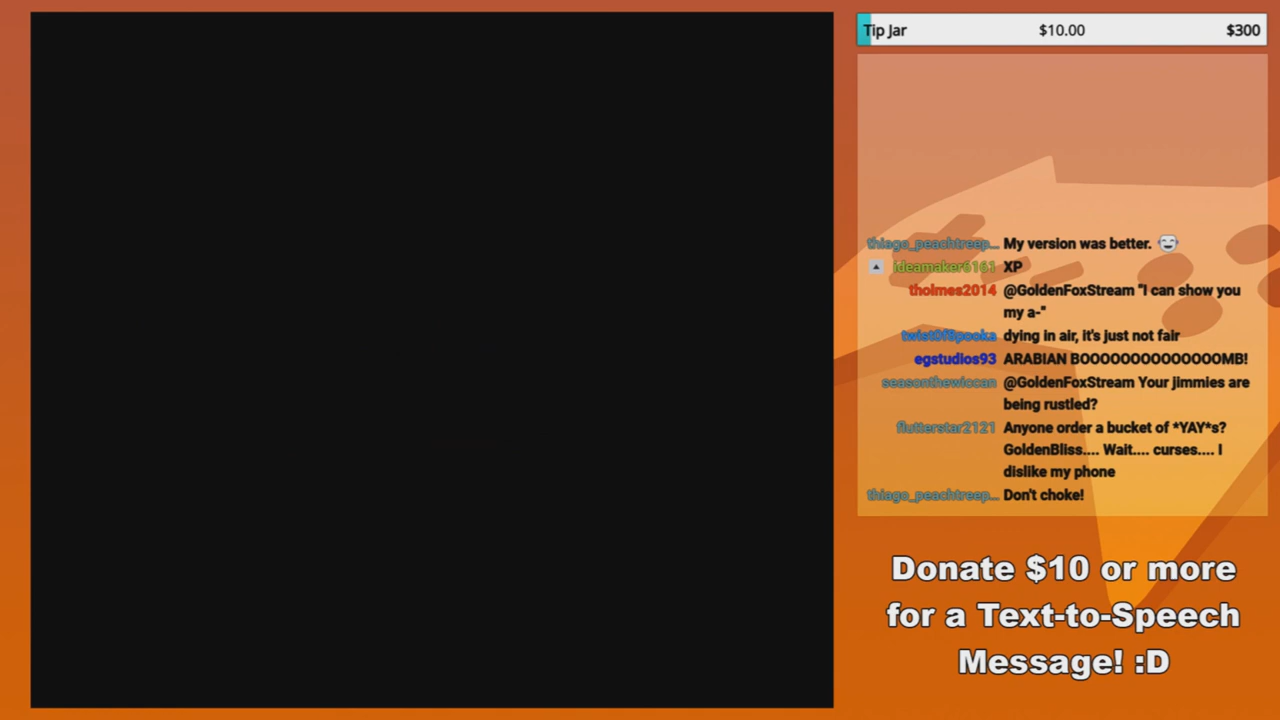 Tip Jar $10.00 $300
thiago_peachtreep... My version was better.
ideamaker6161 XP
tholmes2014 @GoldenFoxStream "I can show you
my a-"
twist0f8pooka dying in air, it's just not fair
egstudios93 ARABIAN BOOOOOOOOOOOOOOMB!
seasonthewiccan @GoldenFoxStream Your jimmies are
being rustled?
flutterstar2121 Anyone order a bucket of *YAY*s?
GoldenBliss.... Wait.... curses.... I
dislike my phone
thiago_peachtreep... Don't choke!
Donate $10 or more
for a Text-to-Speech
Message! :D